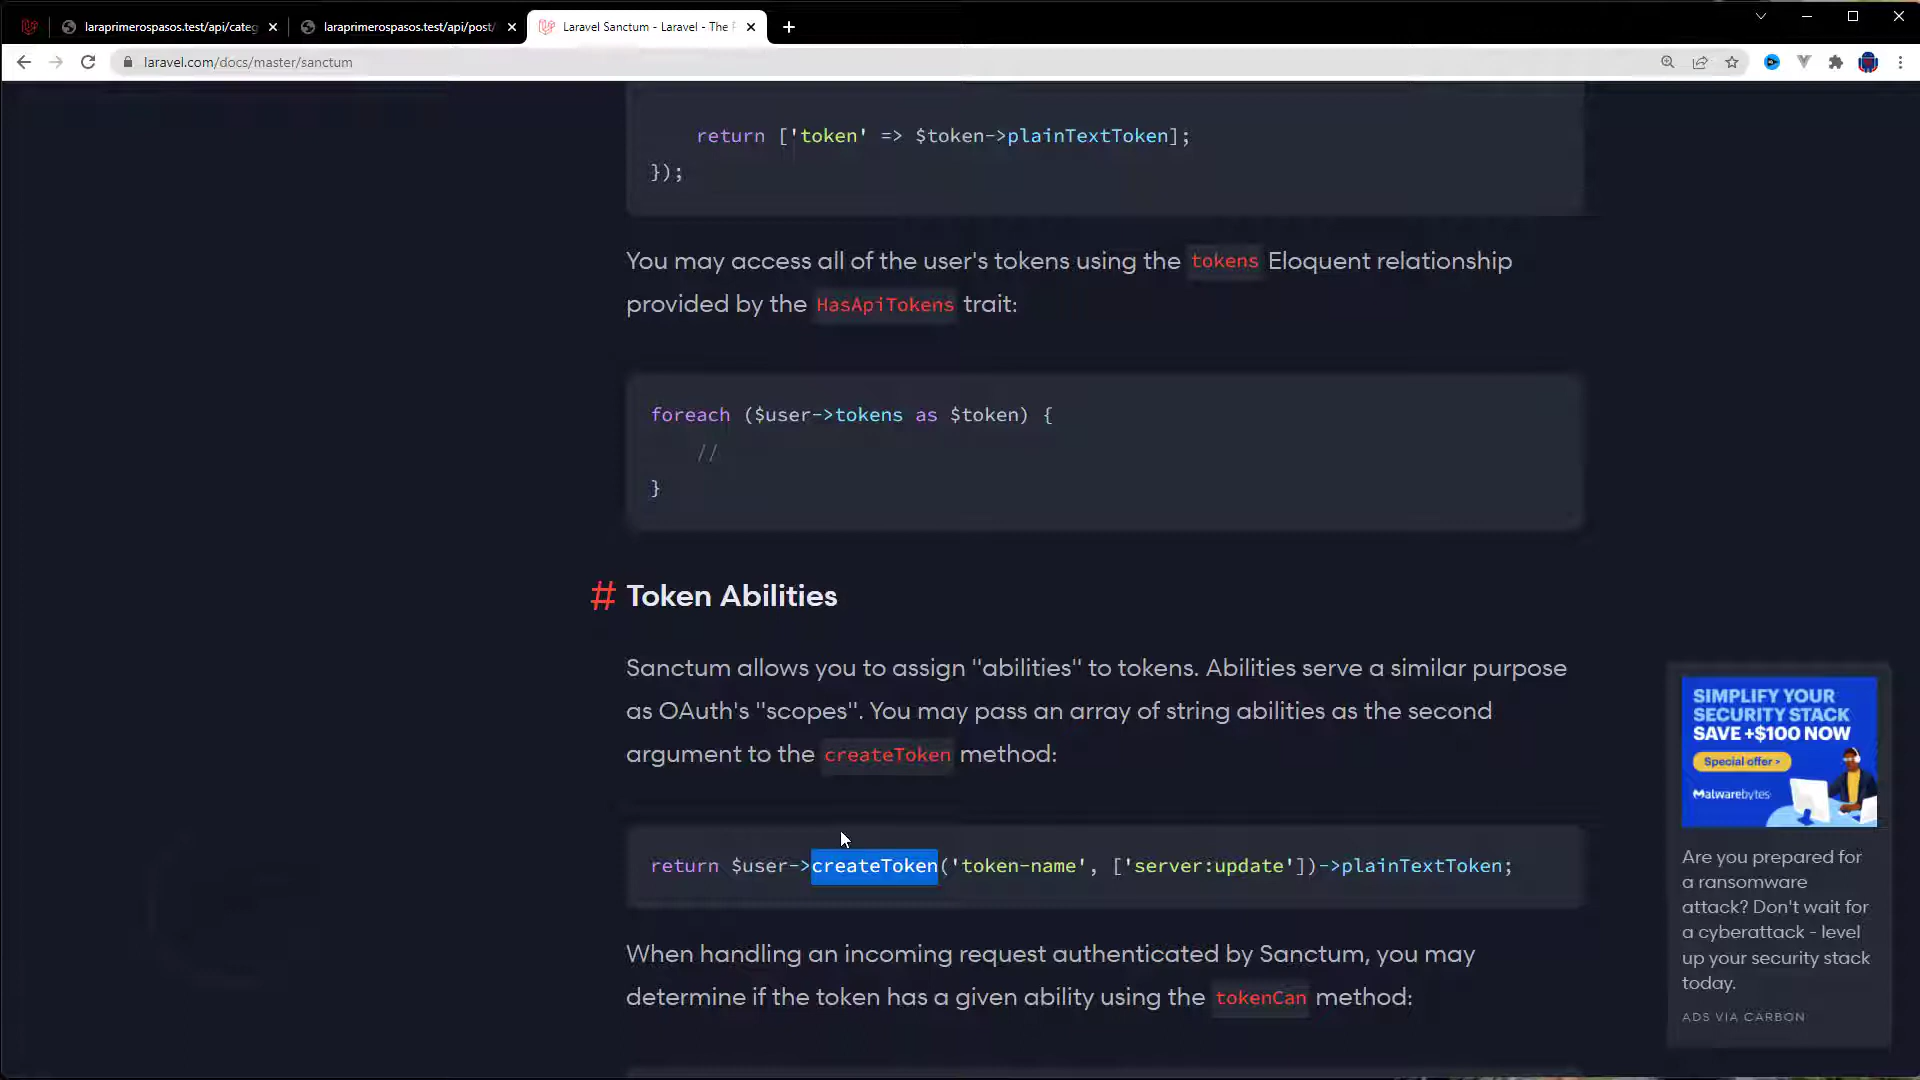 laraprimerospasos.test/api/categ
laraprimerospasos.test/api/post/
Laravel Sanctum - Laravel - The
laravel.com/docs/master/sanctum
return ['token' => $token->plainTextToken];
});
You may access all of the user's tokens using the tokens Eloquent relationship
provided by the HasApiTokens trait:
foreach ($user->tokens as $token) {
//
}
# Token Abilities
Sanctum allows you to assign "abilities" to tokens. Abilities serve a similar purpose
as OAuth's "scopes". You may pass an array of string abilities as the second
argument to the createToken method:
return $user->createToken('token-name', ['server:update'])->plainTextToken;
When handling an incoming request authenticated by Sanctum, you may
determine if the token has a given ability using the tokenCan method:
SIMPLIFY YOUR
SECURITY STACK
SAVE +$100 NOW
Special offer >
Malwarebytes
Are you prepared for
a ransomware
attack? Don't wait for
a cyberattack - level
up your security stack
today.
ADS VIA CARBON